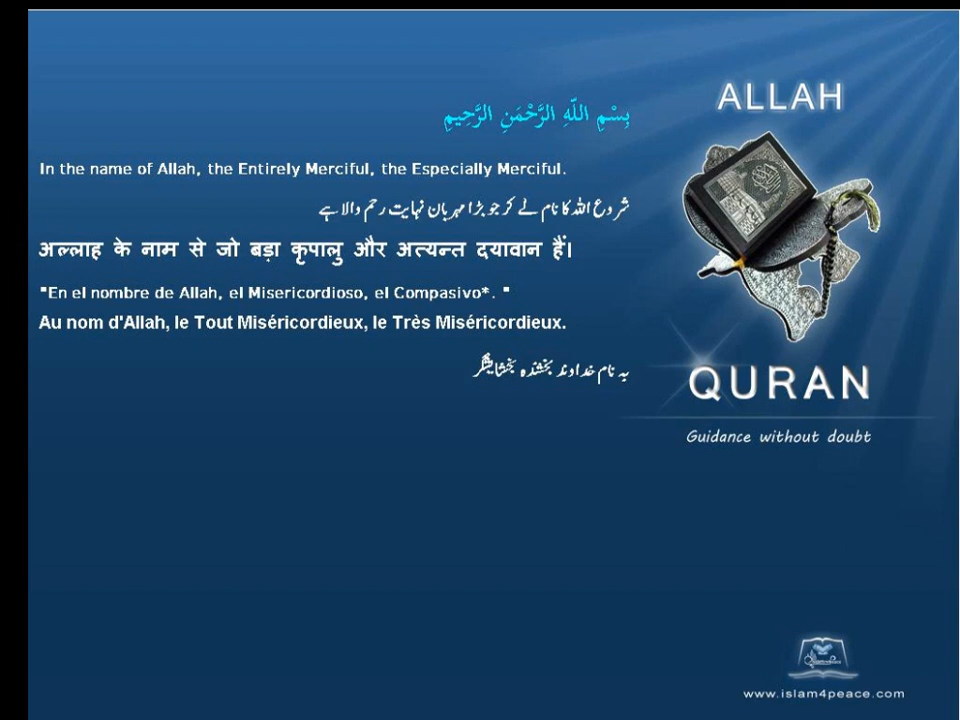 بِسْمِ اللّهِ الرَّحْمَنِ الرَّحِيمِ
In the name of Allah, the Entirely Merciful, the Especially Merciful.
شروع اللہ کا نام لے کر جو بڑا مہربان نہایت رحم والا ہے
अल्लाह के नाम से जो बड़ा कृपालु और अत्यन्त दयावान हैं।
"En el nombre de Allah, el Misericordioso, el Compasivo*. "
Au nom d'Allah, le Tout Miséricordieux, le Très Miséricordieux.
به نام خداوند بخشنده بخشایشگر
ALLAH
QURAN
Guidance without doubt
www.islam4peace.com